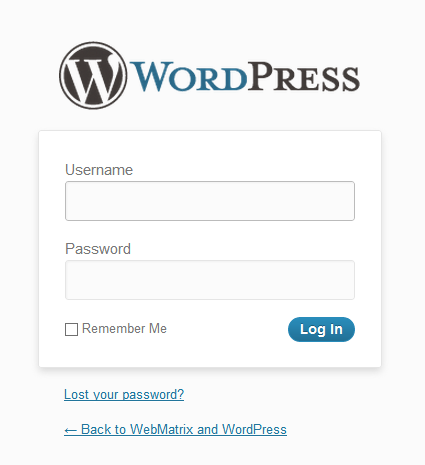 WORDPRESS
Username
Password
Remember Me
Log In
Lost your password?
← Back to WebMatrix and WordPress